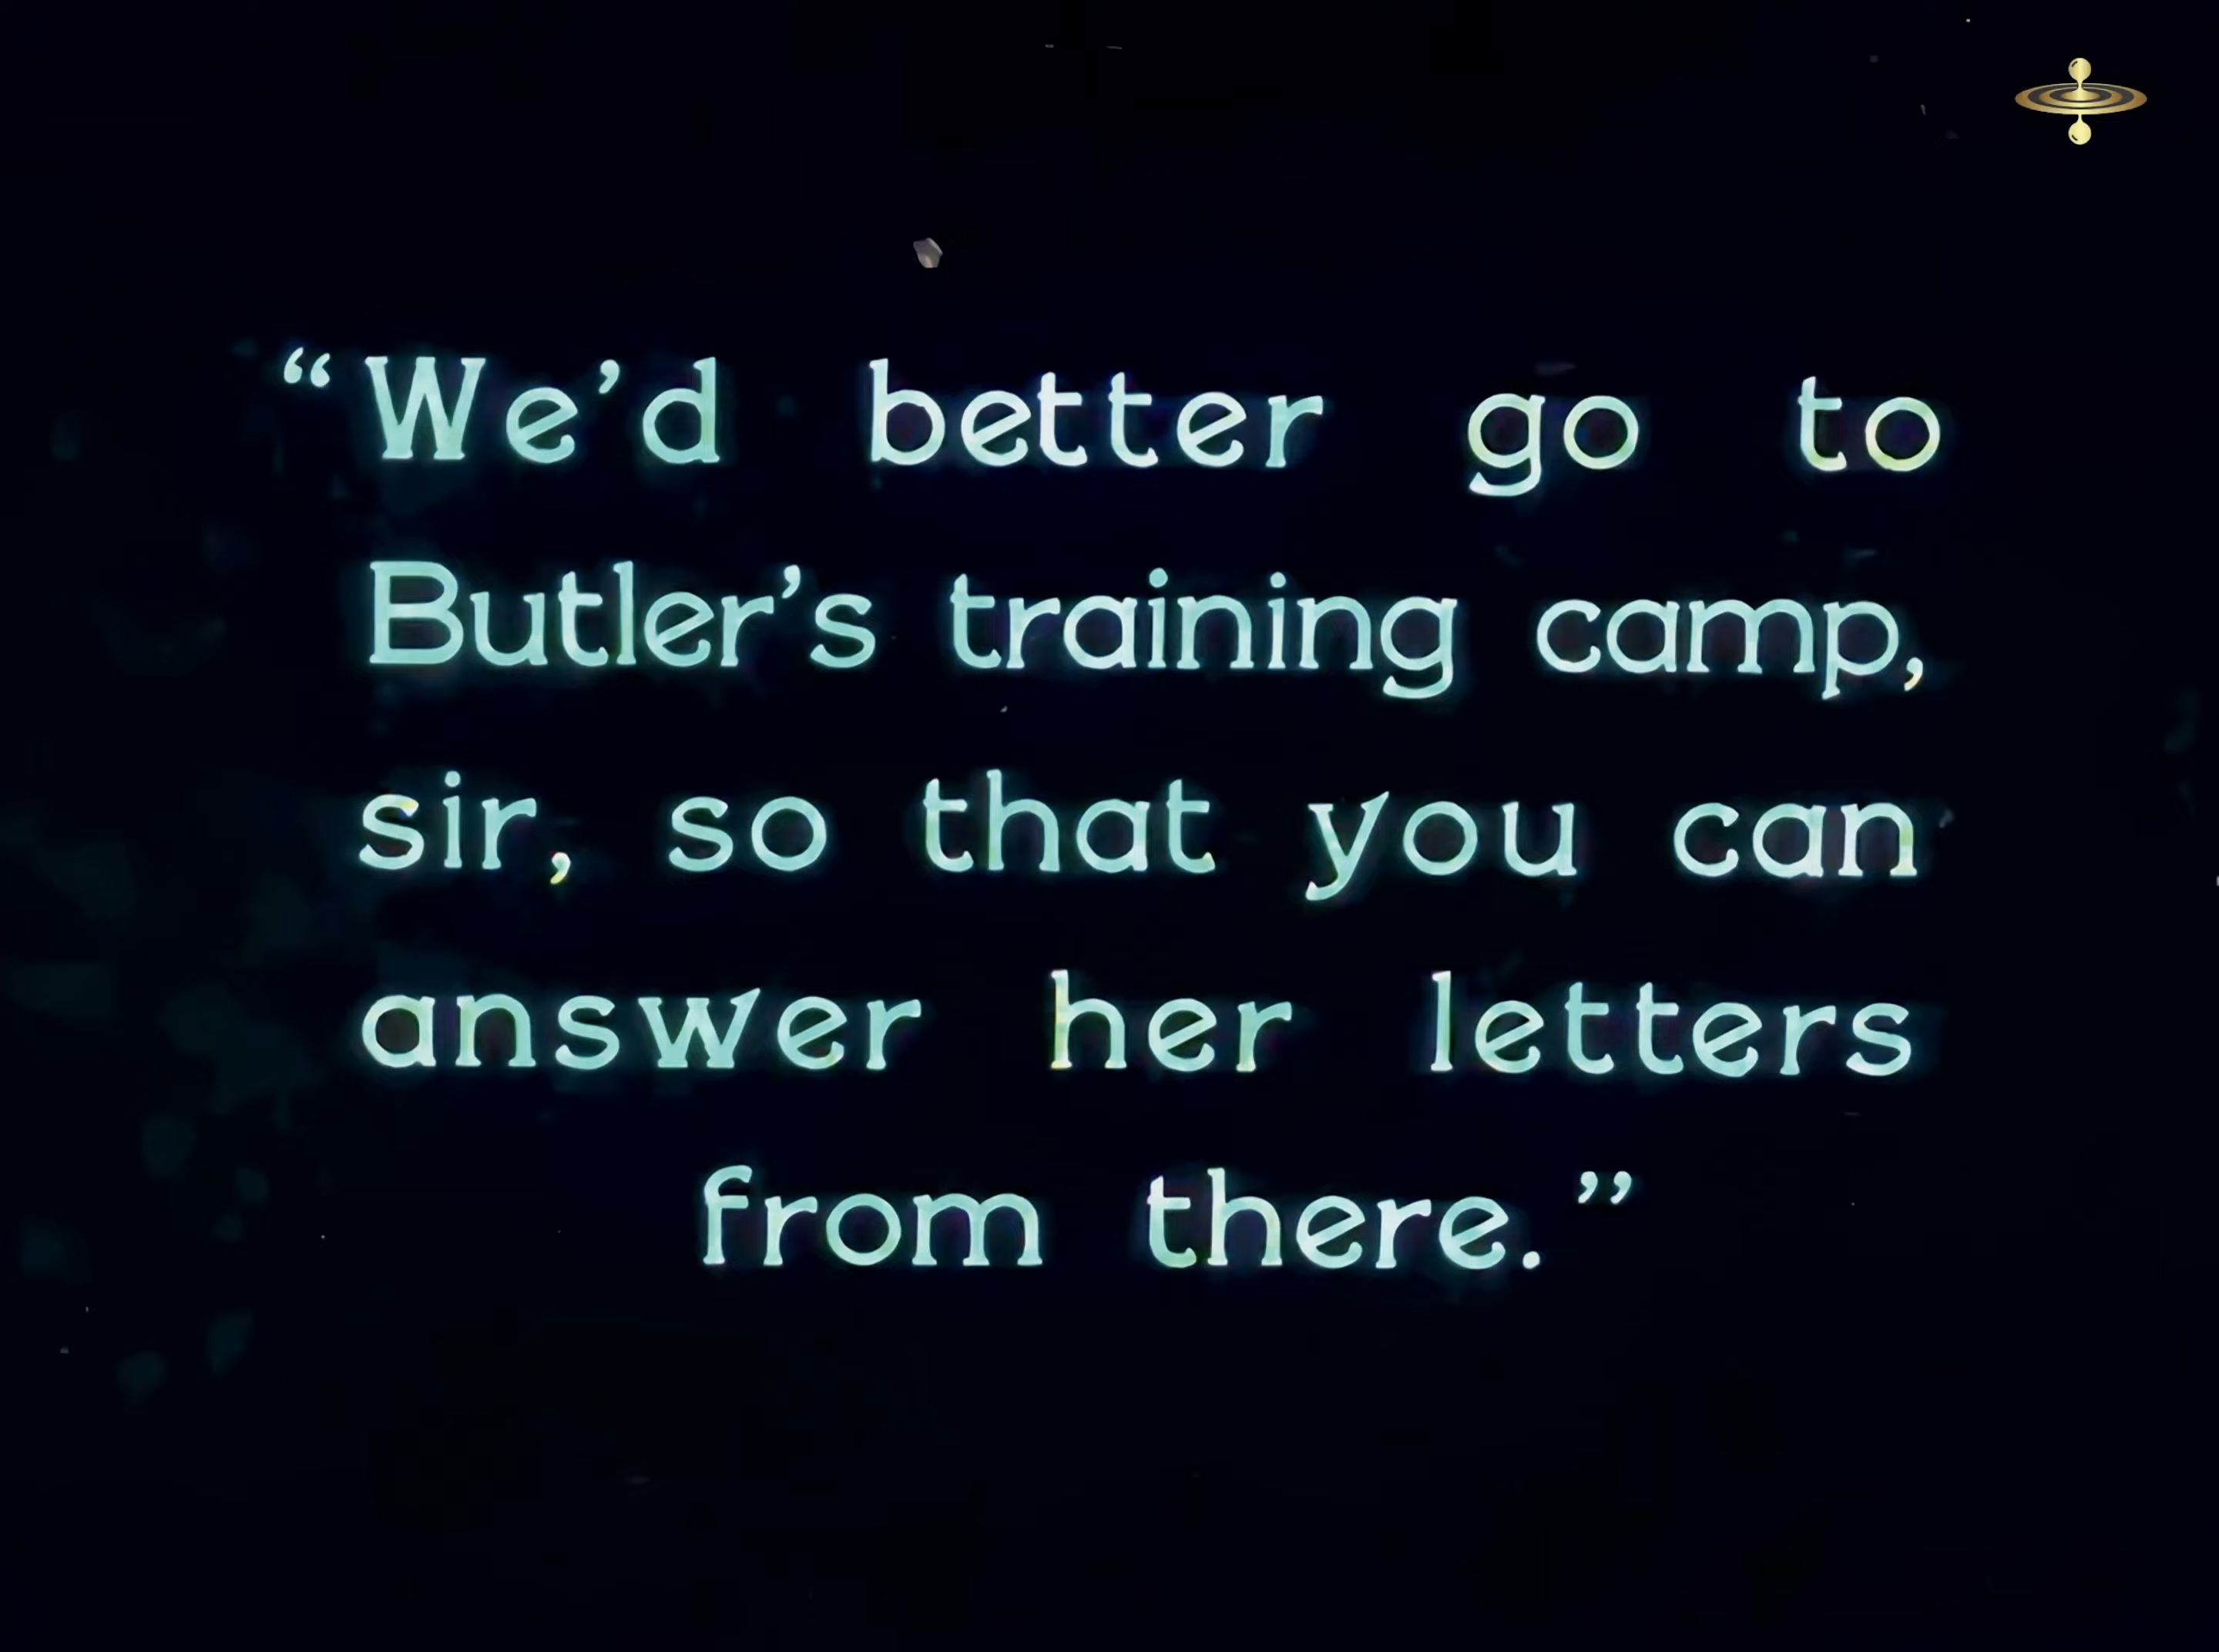 “We’d better go to
Butler’s training camp,
sir, so that you can
answer her letters
from there.”